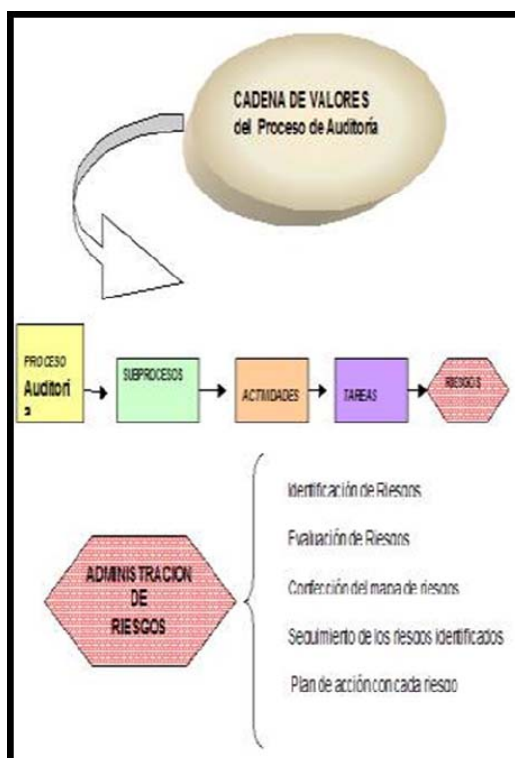 CADENA DE VALORES
del Proceso de Auditoría
PROCESO
Auditorí
a
SUBPROCESOS
ACTIVIDADES
TAREAS
RIESGOS
ADMINISTRACION
DE
RIESGOS
Identificación de Riesgos
Evaluación de Riesgos
Confección del mapa de riesgos
Seguimiento de los riesgos identificados
Plan de acción con cada riesgo